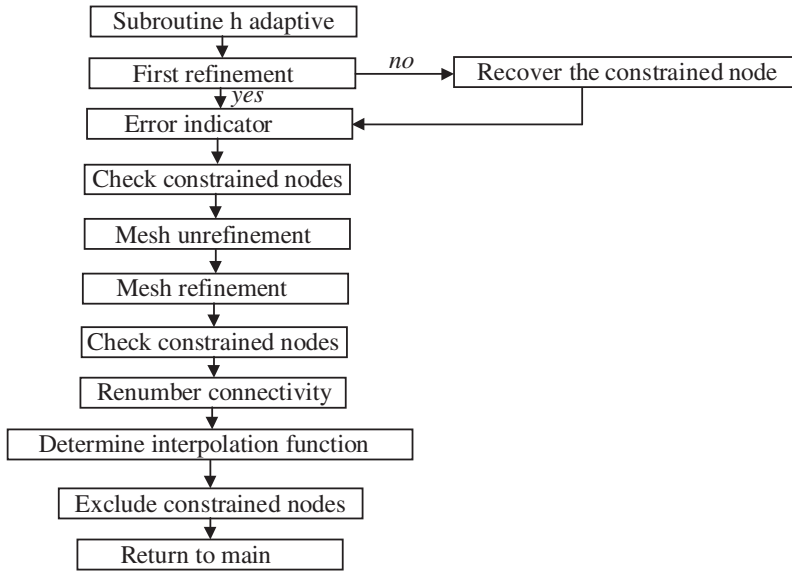 Subroutine h adaptive
First refinement
no
Recover the constrained node
yes
Error indicator
Check constrained nodes
Mesh unrefinement
Mesh refinement
Check constrained nodes
Renumber connectivity
Determine interpolation function
Exclude constrained nodes
Return to main